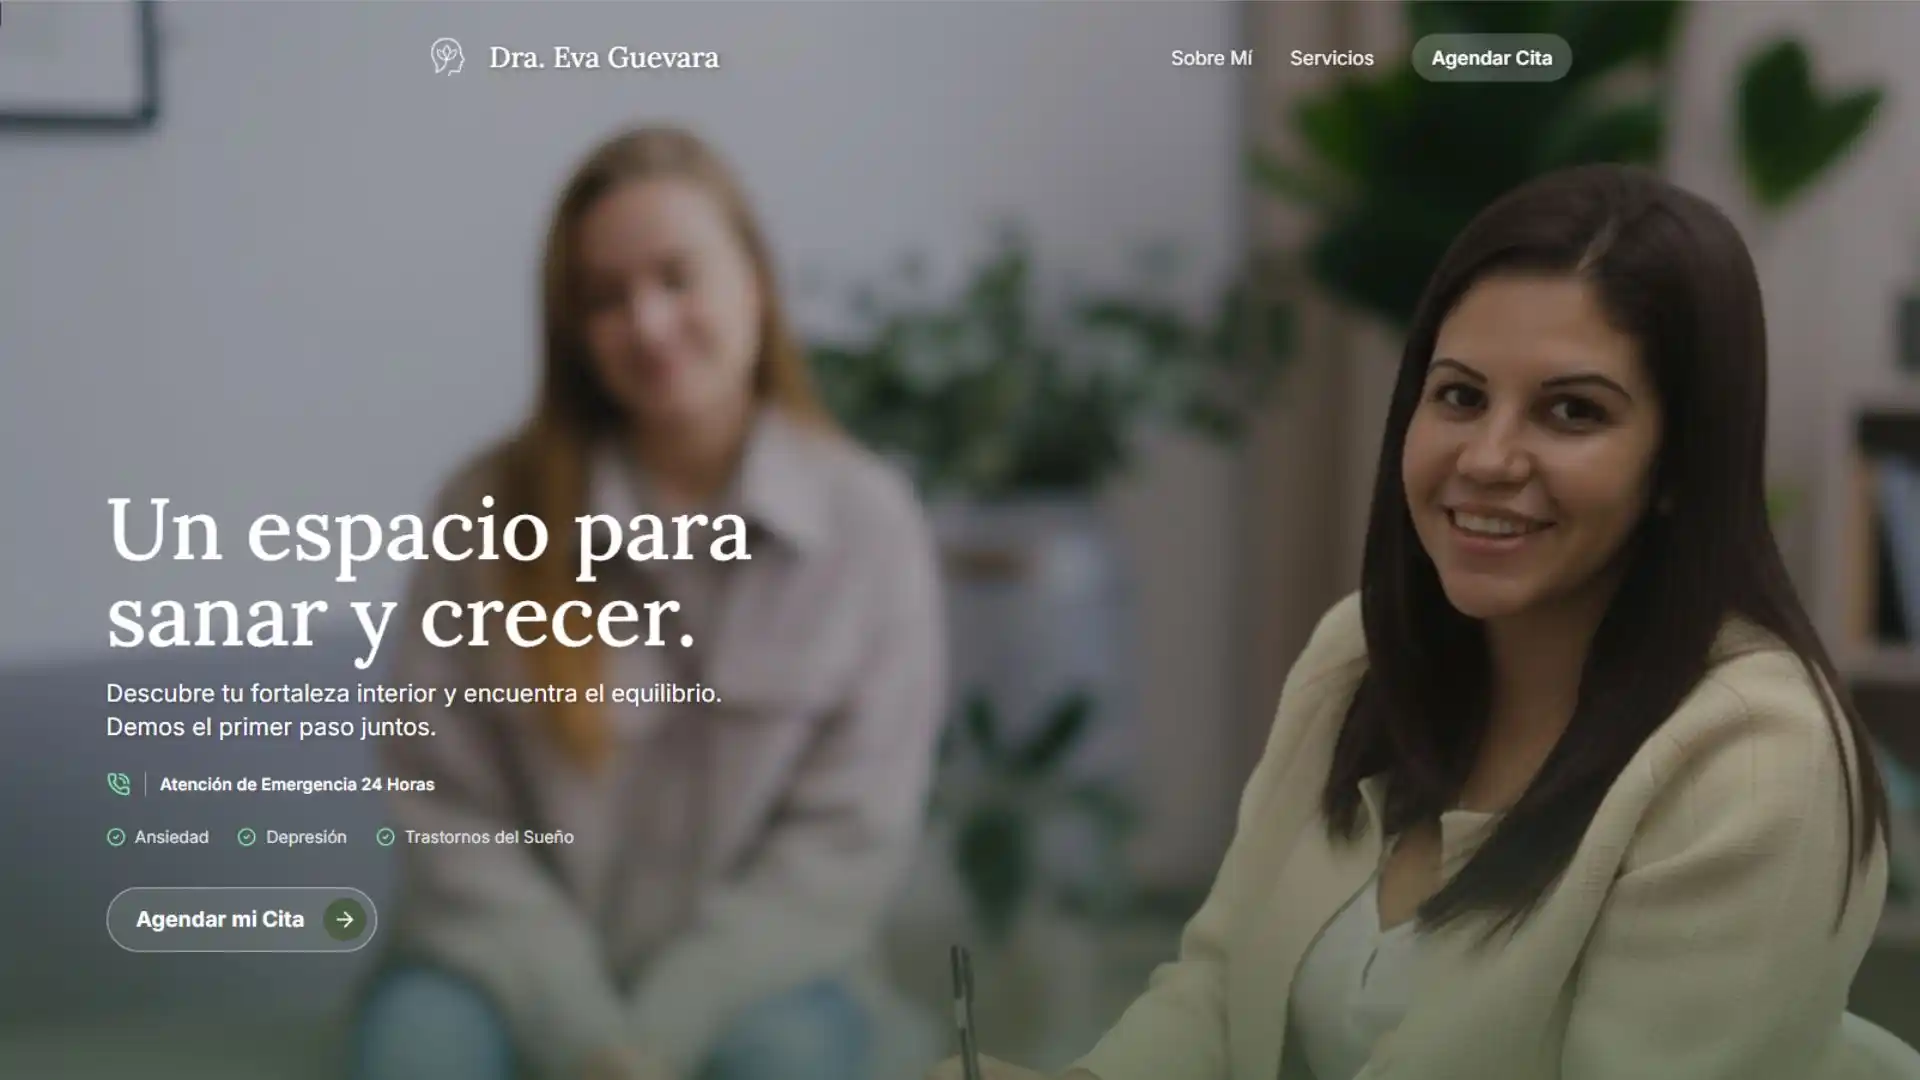 Dra. Eva Guevara
Sobre Mí
Servicios
Agendar Cita
Un espacio para
sanar y crecer.
Descubre tu fortaleza interior y encuentra el equilibrio.
Demos el primer paso juntos.
Atención de Emergencia 24 Horas
Ansiedad
Depresión
Trastornos del Sueño
Agendar mi Cita